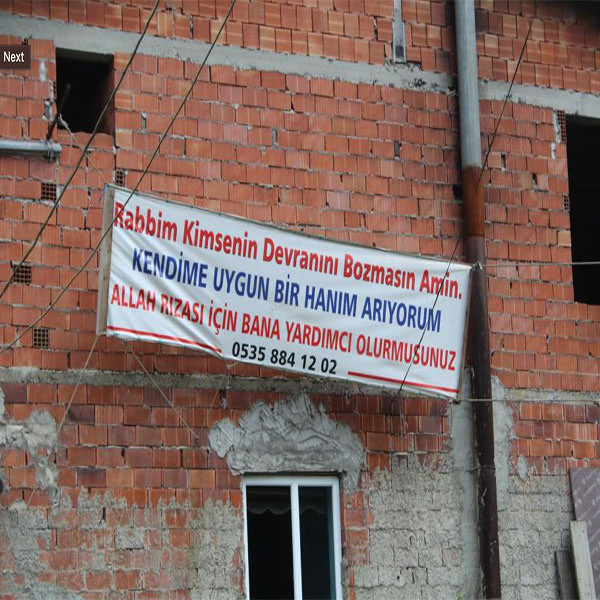 Next
Rabbim Kimsenin Devranını Bozmasın Amin.
KENDİME UYGUN BİR HANIM ARIYORUM
ALLAH RIZASI İÇİN BANA YARDIMCI OLURMUSUNUZ
0535 884 12 02